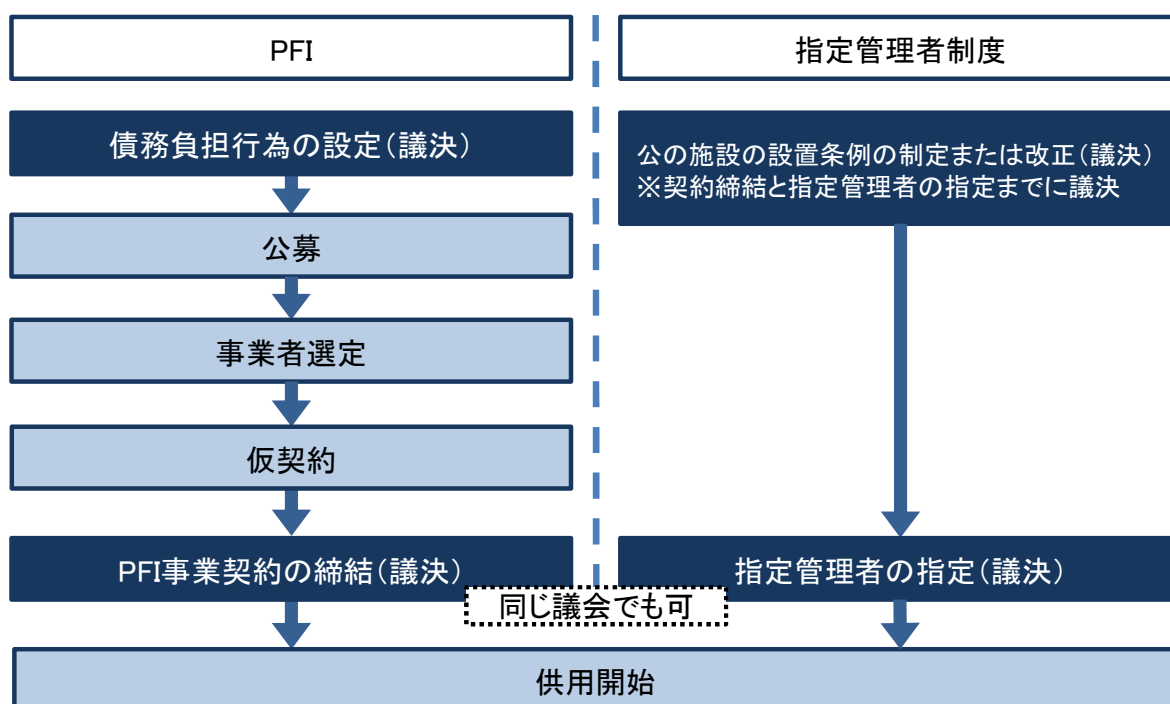 PFI
債務負担行為の設定（議決）
公募
事業者選定
仮契約
PFI事業契約の締結（議決）
指定管理者制度
公の施設の設置条例の制定または改正（議決）
※契約締結と指定管理者の指定までに議決
指定管理者の指定（議決）
同じ議会でも可
供用開始